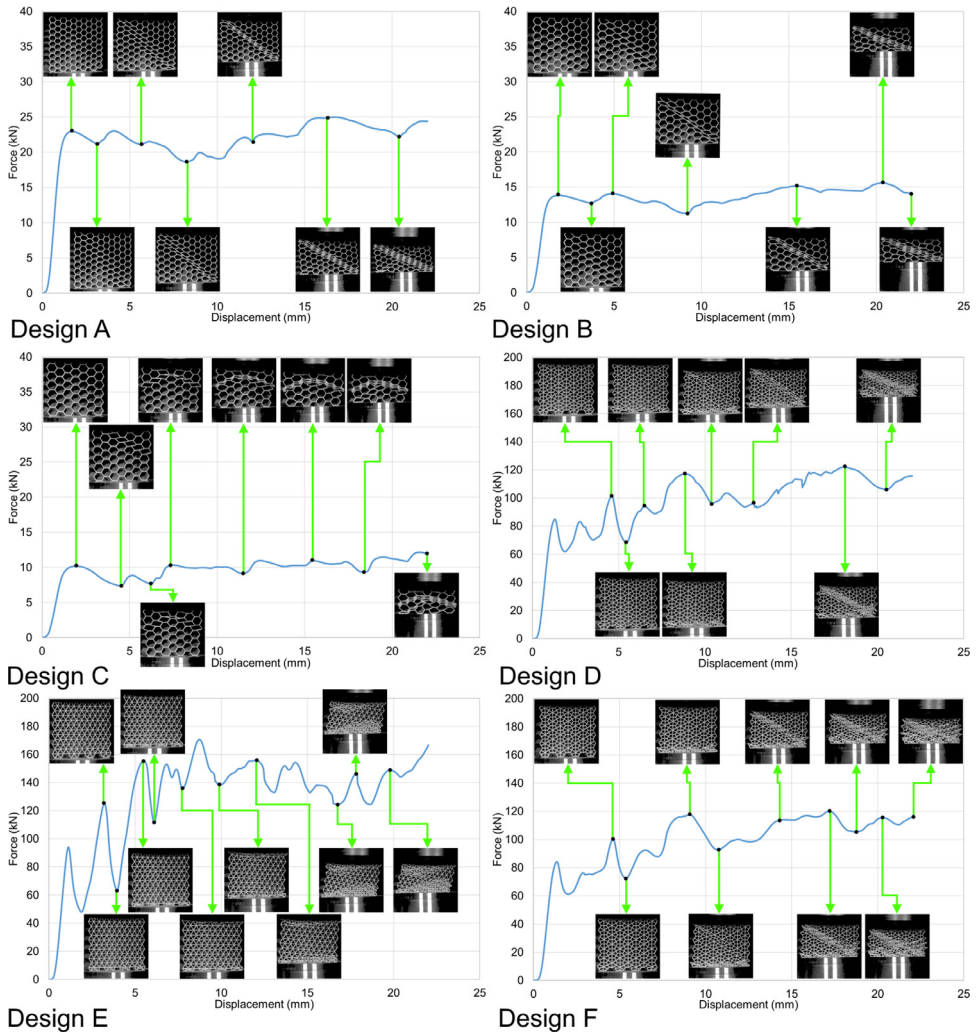 40
35
30
25
20
15
10
5
0
Force (kN)
0 5 10 15 20 25
Displacement (mm)
Design A
40
35
30
25
20
15
10
5
0
Force (kN)
0 5 10 15 20 25
Displacement (mm)
Design B
40
35
30
25
20
15
10
5
0
Force (kN)
0 5 10 15 20 25
Displacement (mm)
Design C
200
180
160
140
120
100
80
60
40
20
0
Force (kN)
0 5 10 15 20 25
Displacement (mm)
Design D
200
180
160
140
120
100
80
60
40
20
0
Force (kN)
0 5 10 15 20 25
Displacement (mm)
Design E
200
180
160
140
120
100
80
60
40
20
0
Force (kN)
0 5 10 15 20 25
Displacement (mm)
Design F